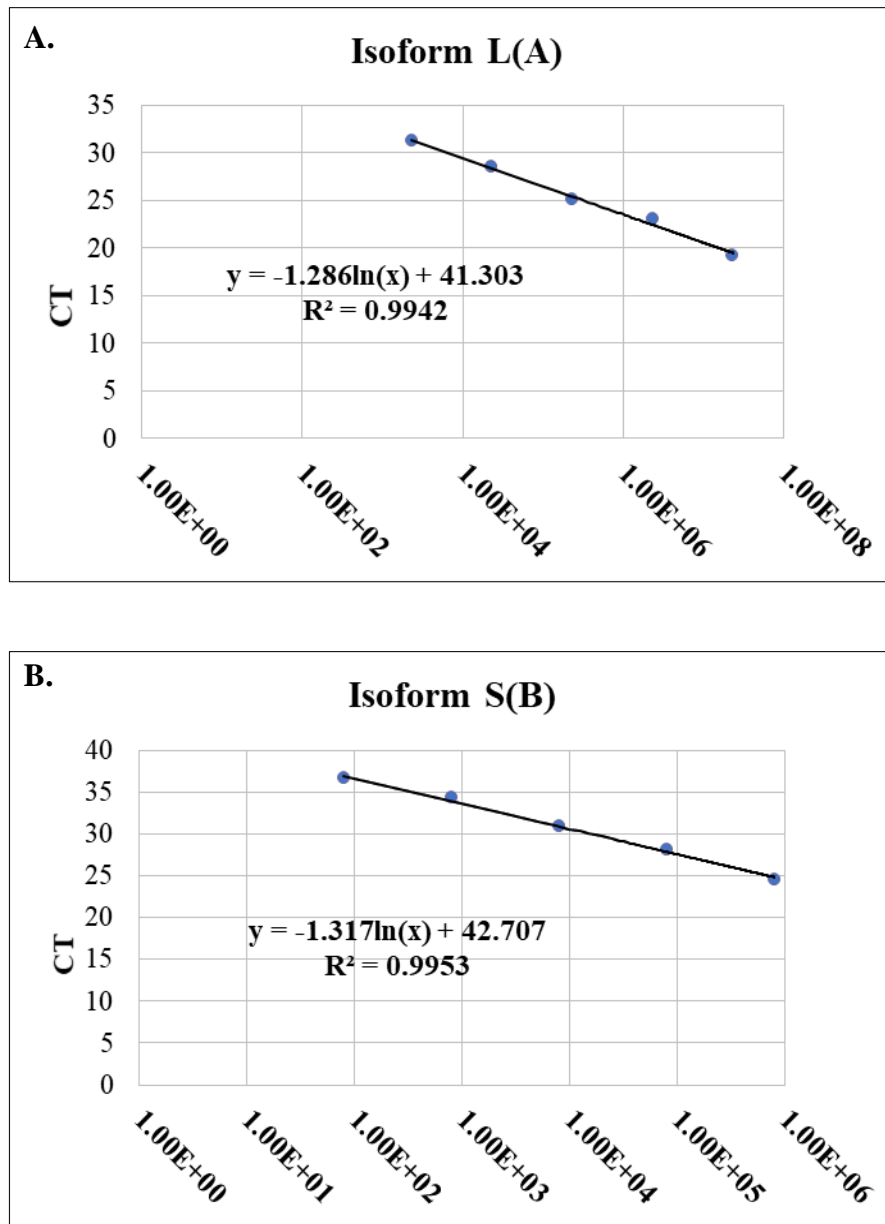 A.
Isoform L(A)
35
30
25
20
15
10
5
0
CT
y = -1.286ln(x) + 41.303
R² = 0.9942
1.00E+00
1.00E+02
1.00E+04
1.00E+06
1.00E+08
B.
Isoform S(B)
40
35
30
25
20
15
10
5
0
CT
y = -1.317ln(x) + 42.707
R² = 0.9953
1.00E+00
1.00E+01
1.00E+02
1.00E+03
1.00E+04
1.00E+05
1.00E+06